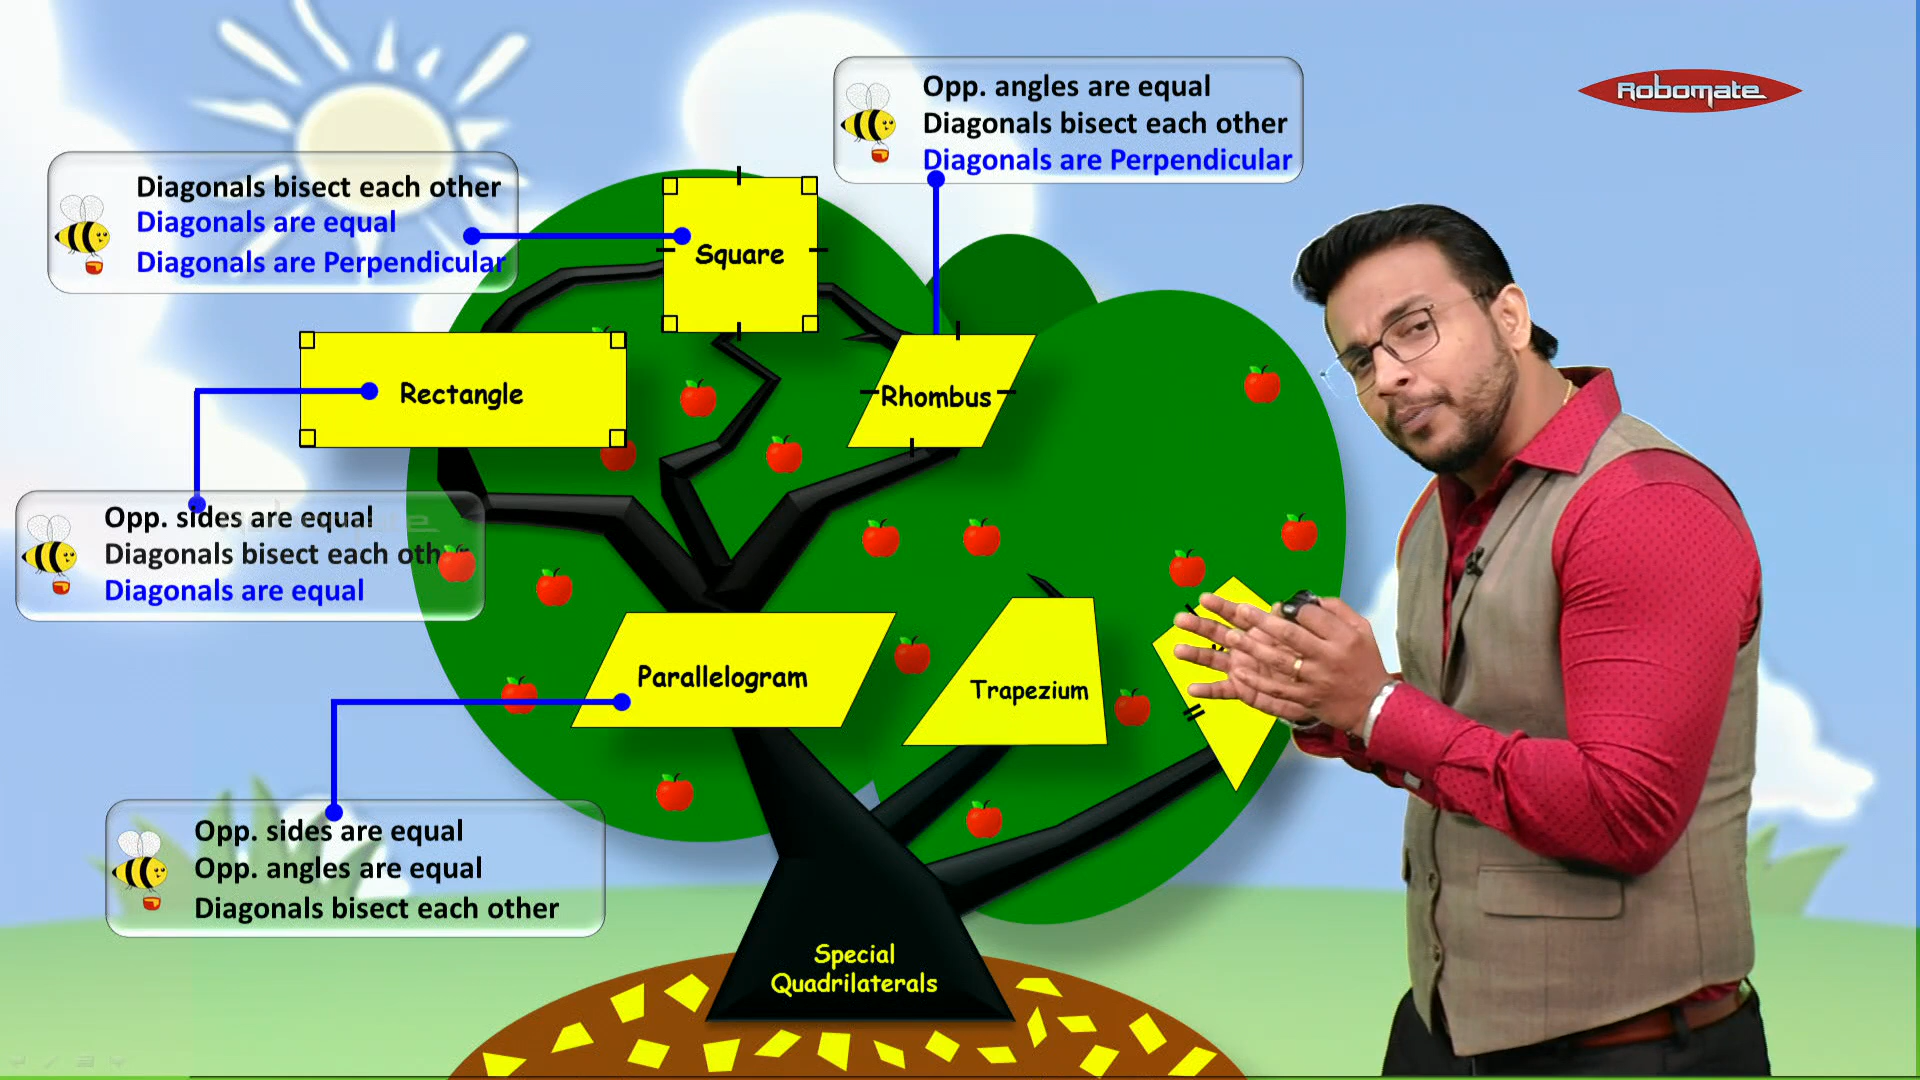 Robomate
Opp. angles are equal
Diagonals bisect each other
Diagonals are Perpendicular
Diagonals bisect each other
Diagonals are equal
Diagonals are Perpendicular
Square
Rectangle
Rhombus
Opp. sides are equal
Diagonals bisect each
Diagonals are equal
Parallelogram
Trapezium
Opp. sides are equal
Opp. angles are equal
Diagonals bisect each other
Special
Quadrilaterals